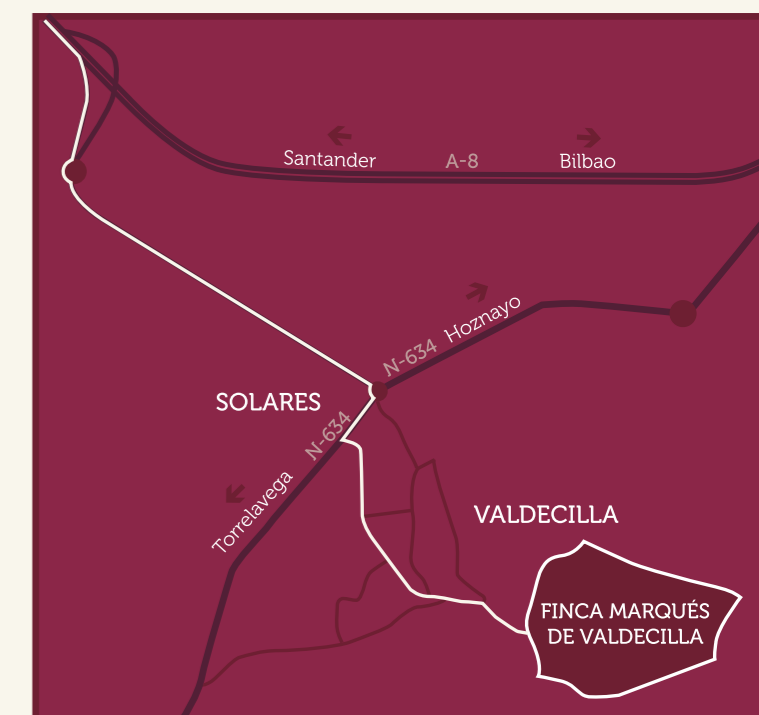 Santander
A-8
Bilbao
N-634
Hoznayo
SOLARES
N-634
Torrelavega
VALDECILLA
FINCA MARQUÉS
DE VALDECILLA